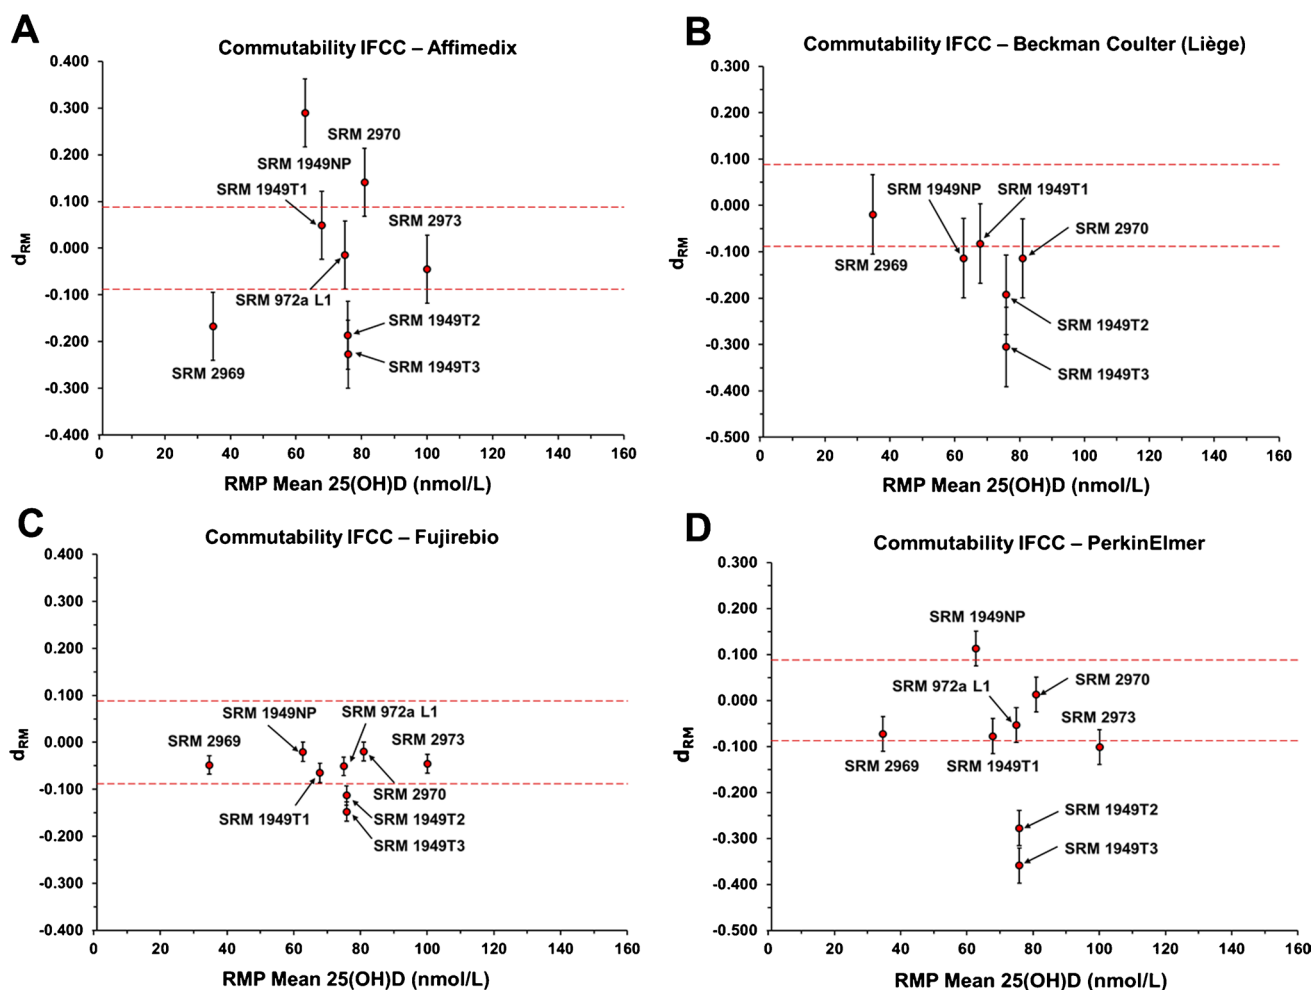 A
Commutability IFCC – Affimedix
0.400
0.300
0.200
0.100
0.000
-0.100
-0.200
-0.300
-0.400
dRM
SRM 2970
SRM 1949NP
SRM 1949T1
SRM 2973
SRM 972a L1
SRM 1949T2
SRM 1949T3
SRM 2969
0 20 40 60 80 100 120 140 160
RMP Mean 25(OH)D (nmol/L)
B
Commutability IFCC – Beckman Coulter (Liège)
0.300
0.200
0.100
0.000
-0.100
-0.200
-0.300
-0.400
-0.500
dRM
SRM 1949NP SRM 1949T1
SRM 2970
SRM 2969
SRM 1949T2
SRM 1949T3
0 20 40 60 80 100 120 140 160
RMP Mean 25(OH)D (nmol/L)
C
Commutability IFCC – Fujirebio
0.400
0.300
0.200
0.100
0.000
-0.100
-0.200
-0.300
-0.400
dRM
SRM 1949NP SRM 972a L1
SRM 2969 SRM 2973
SRM 2970
SRM 1949T1 SRM 1949T2
SRM 1949T3
0 20 40 60 80 100 120 140 160
RMP Mean 25(OH)D (nmol/L)
D
Commutability IFCC – PerkinElmer
0.300
0.200
0.100
0.000
-0.100
-0.200
-0.300
-0.400
-0.500
dRM
SRM 1949NP
SRM 2970
SRM 972a L1
SRM 2973
SRM 2969 SRM 1949T1
SRM 1949T2
SRM 1949T3
0 20 40 60 80 100 120 140 160
RMP Mean 25(OH)D (nmol/L)